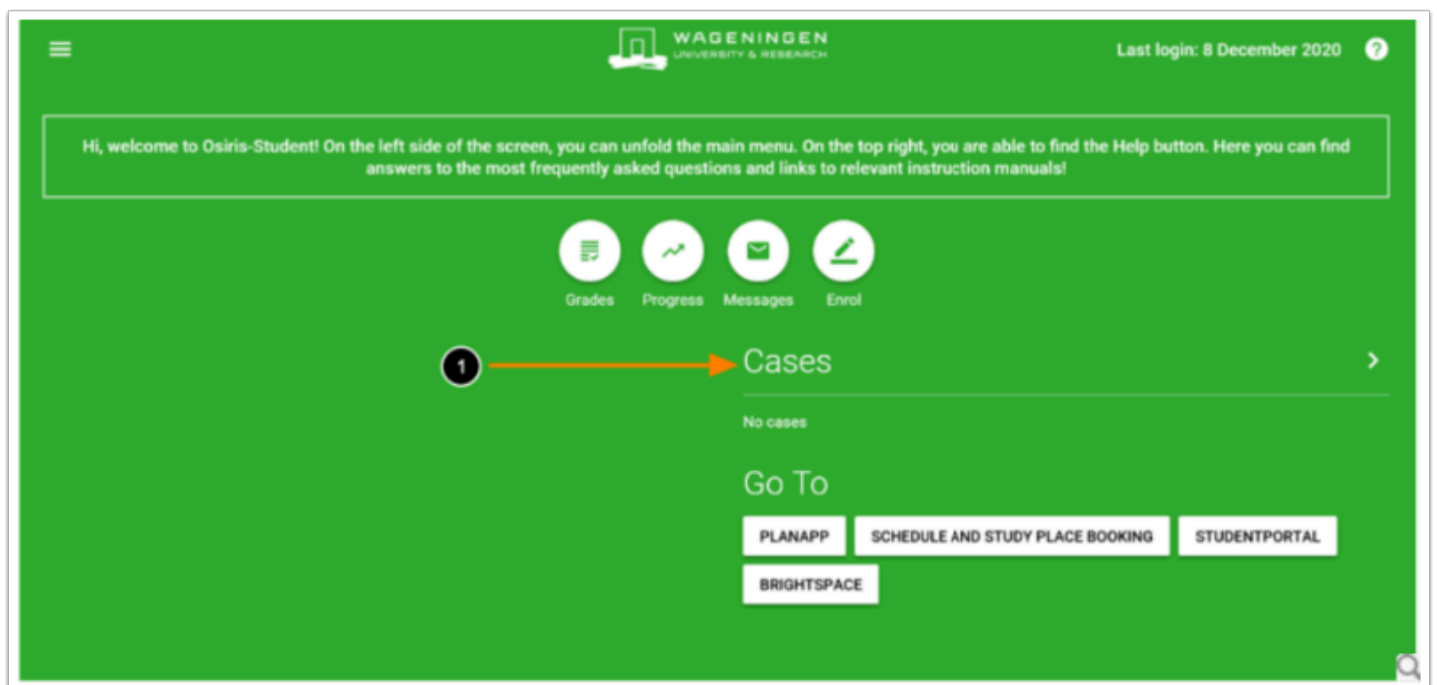 WAGENINGEN
UNIVERSITY & RESEARCH
Last login: 8 December 2020
?
Hi, welcome to Osiris-Student! On the left side of the screen, you can unfold the main menu. On the top right, you are able to find the Help button. Here you can find
answers to the most frequently asked questions and links to relevant instruction manuals!
Grades Progress Messages Enrol
1
Cases
No cases
Go To
PLANAPP SCHEDULE AND STUDY PLACE BOOKING STUDENTPORTAL
BRIGHTSPACE